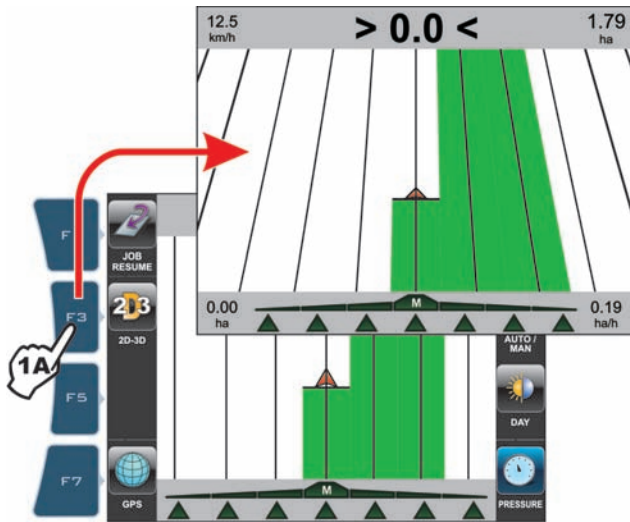 12.5
km/h
> 0.0 <
1.79
ha
F
JOB
RESUME
F3
2D3
2D-3D
1A
F5
F7
GPS
0.00
ha
M
0.19
ha/h
AUTO /
MAN
DAY
M
PRESSURE